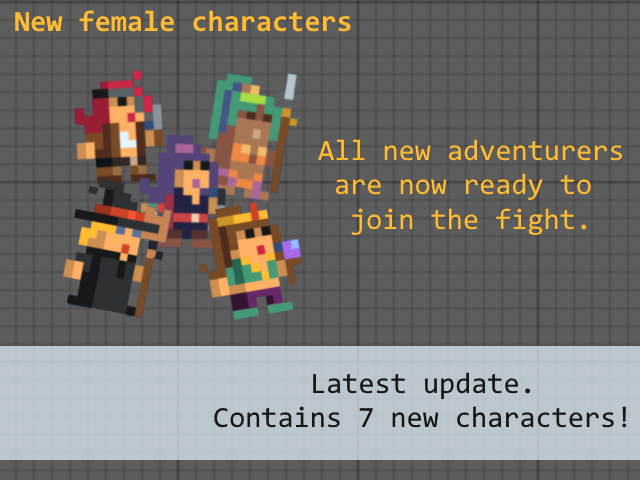 New female characters
All new adventurers
are now ready to
join the fight.
Latest update.
Contains 7 new characters!